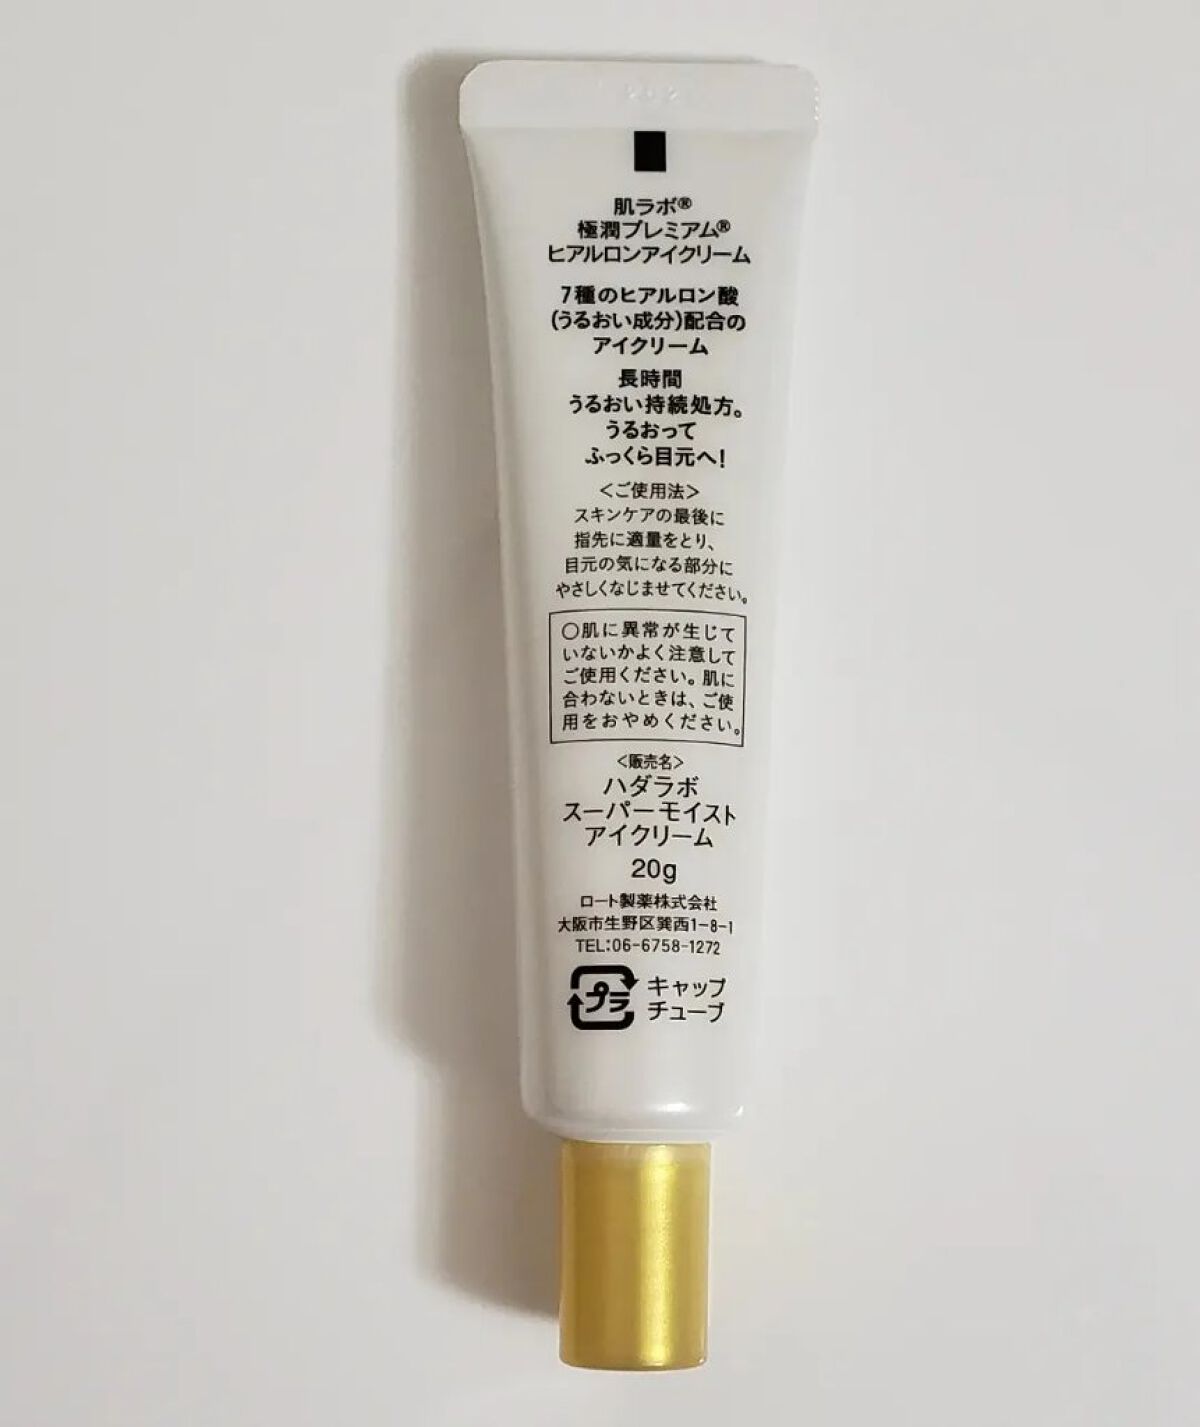 肌ラボ®
極潤プレミアム®
ヒアルロンアイクリーム
7種のヒアルロン酸
(うるおい成分)配合の
アイクリーム
長時間
うるおい持続処方。
うるおって
ふっくら目元へ!
＜ご使用法＞
スキンケアの最後に
指先に適量をとり、
目元の気になる部分に
やさしくなじませてください。
○肌に異常が生じて
いないかよく注意して
ご使用ください。肌に
合わないときは、ご使
用をおやめください。
＜販売名＞
ハダラボ
スーパーモイスト
アイクリーム
20g
ロート製薬株式会社
大阪市生野区巽西1-8-1
TEL:06-6758-1272
プラ キャップ
チューブ